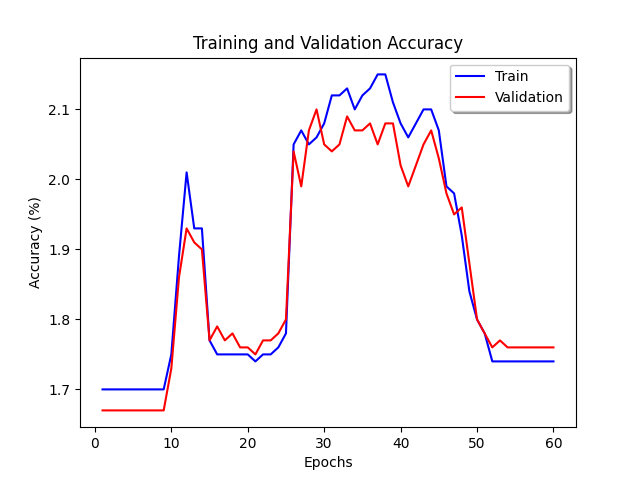 Training and Validation Accuracy
Train
Validation
2.1
2.0
1.9
1.8
1.7
Accuracy (%)
0 10 20 30 40 50 60
Epochs